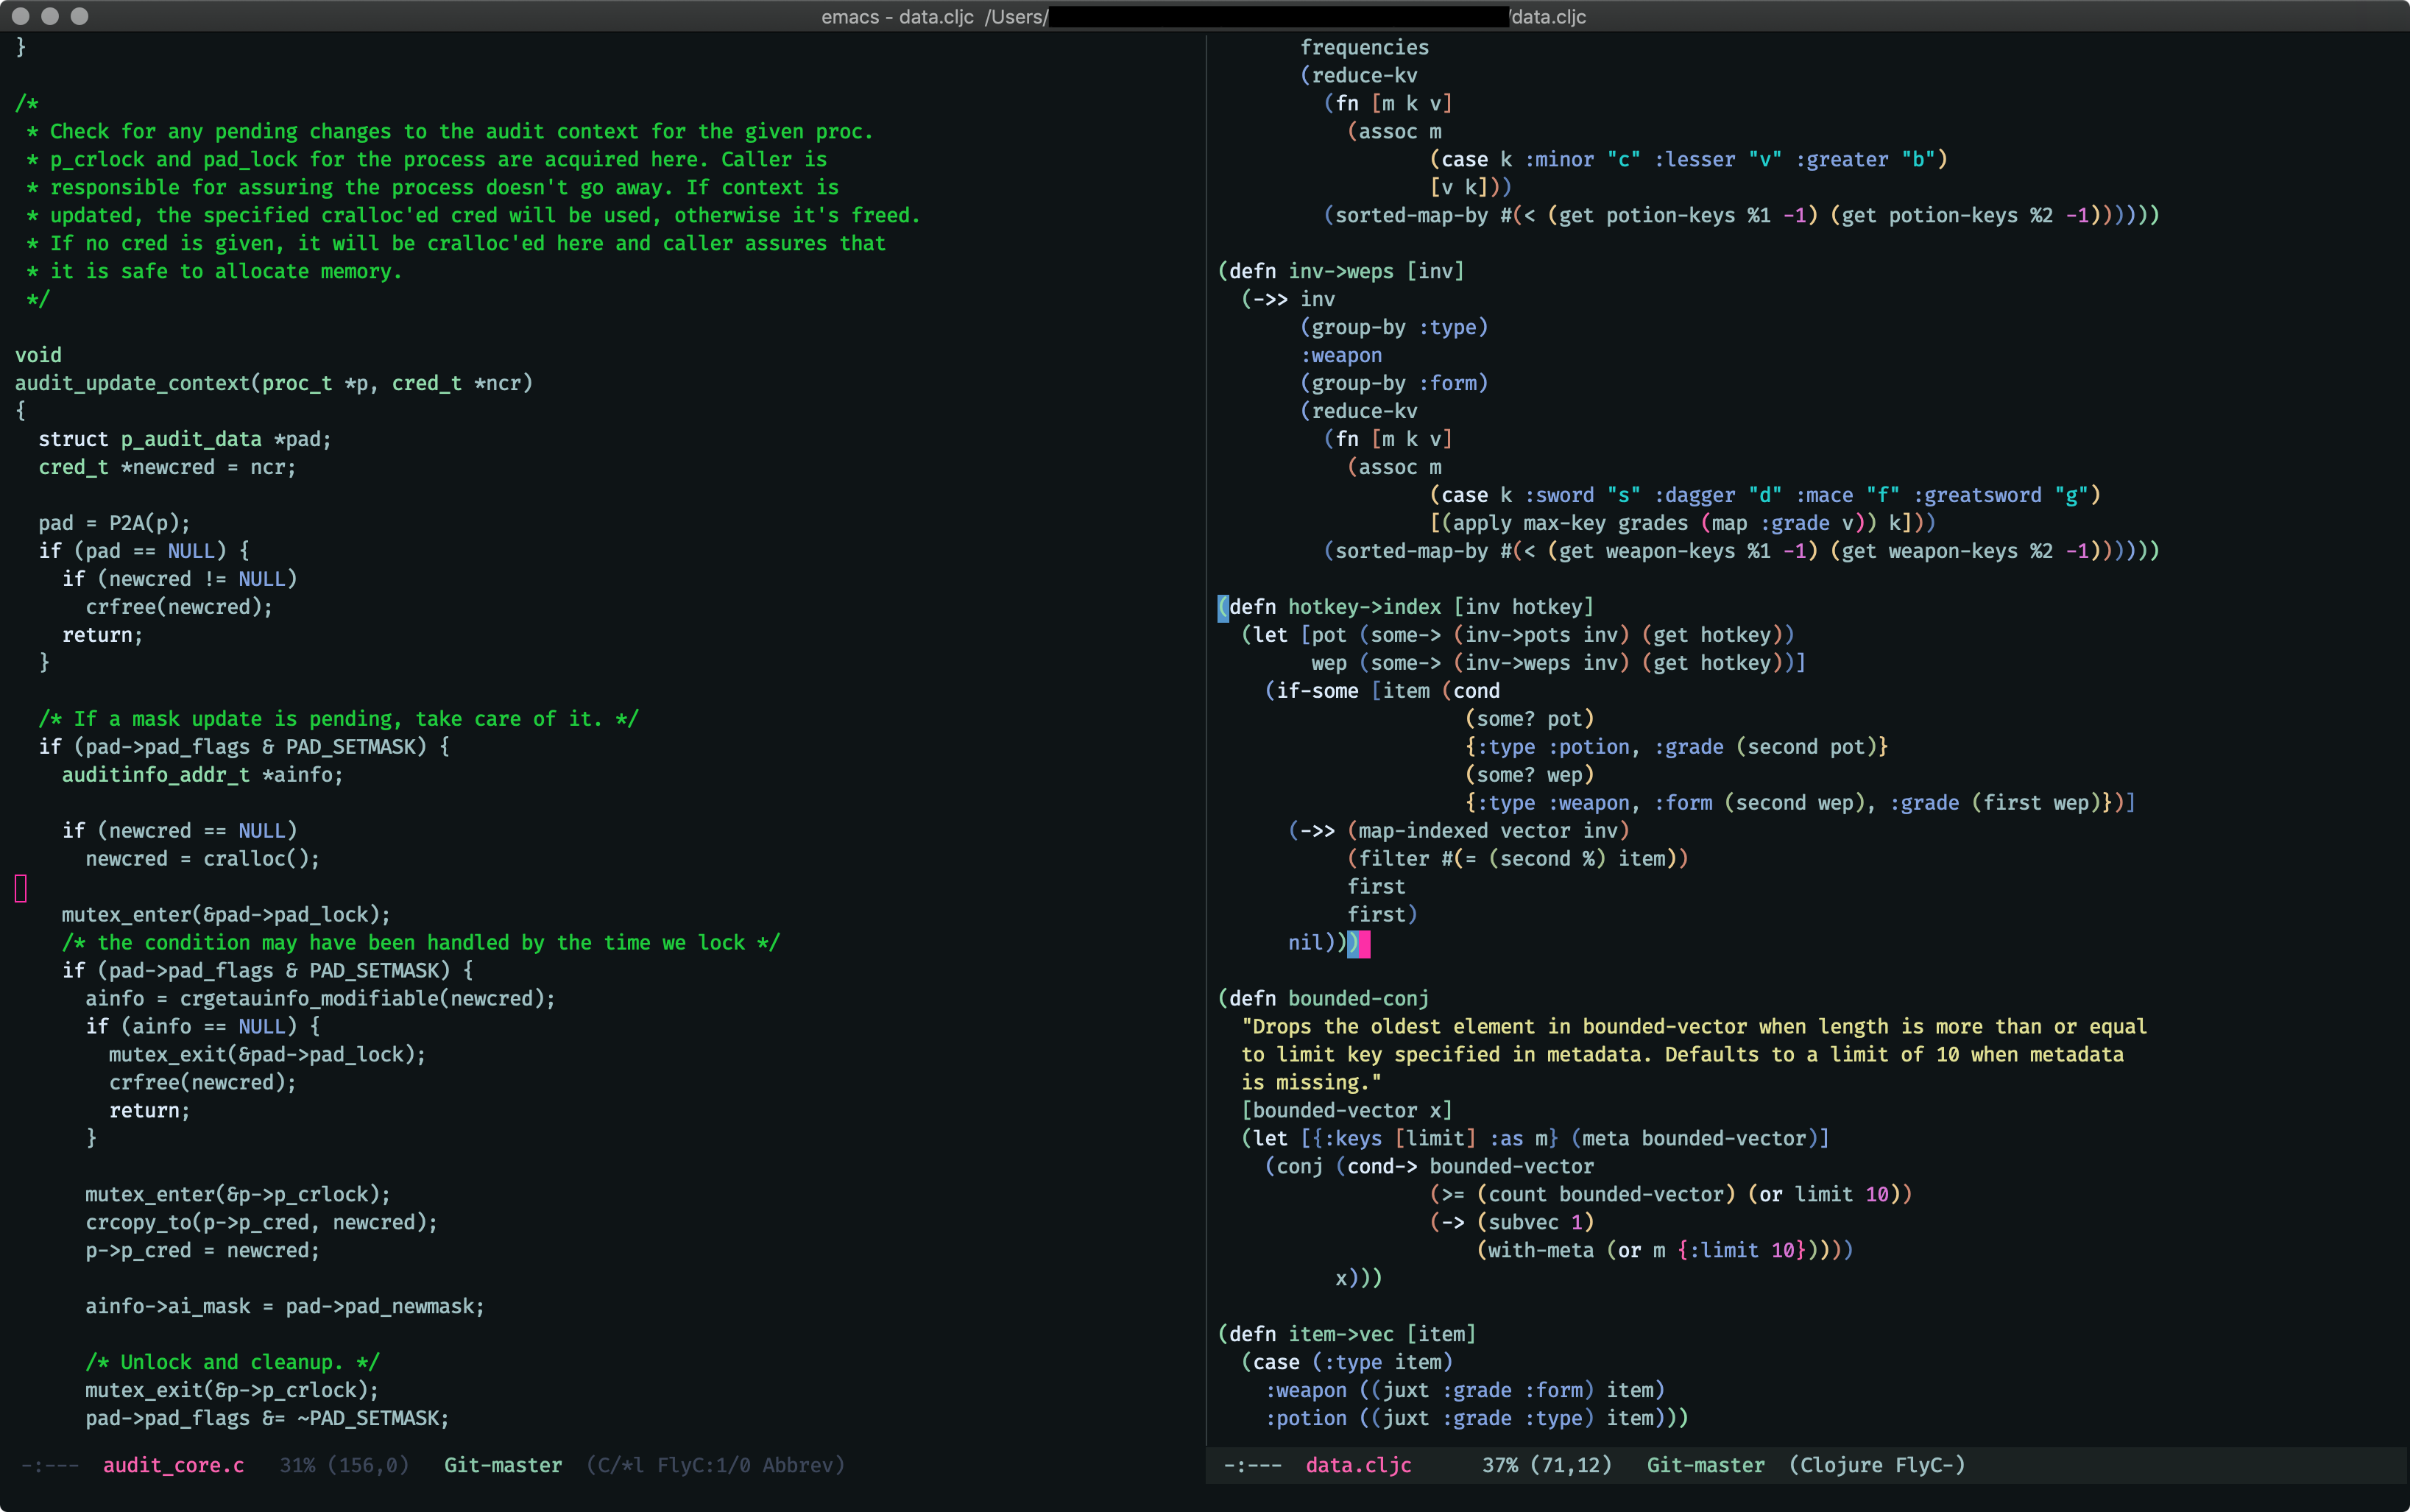 emacs - data.cljc /Users/ /data.cljc
}
/*
 * Check for any pending changes to the audit context for the given proc.
 * p_crlock and pad_lock for the process are acquired here. Caller is
 * responsible for assuring the process doesn't go away. If context is
 * updated, the specified cralloc'ed cred will be used, otherwise it's freed.
 * If no cred is given, it will be cralloc'ed here and caller assures that
 * it is safe to allocate memory.
 */
void
audit_update_context(proc_t *p, cred_t *ncr)
{
  struct p_audit_data *pad;
  cred_t *newcred = ncr;
  pad = P2A(p);
  if (pad == NULL) {
    if (newcred != NULL)
      crfree(newcred);
    return;
  }
  /* If a mask update is pending, take care of it. */
  if (pad->pad_flags & PAD_SETMASK) {
    auditinfo_addr_t *ainfo;
    if (newcred == NULL)
      newcred = cralloc();
    mutex_enter(&pad->pad_lock);
    /* the condition may have been handled by the time we lock */
    if (pad->pad_flags & PAD_SETMASK) {
      ainfo = crgetauinfo_modifiable(newcred);
      if (ainfo == NULL) {
        mutex_exit(&pad->pad_lock);
        crfree(newcred);
        return;
      }
      mutex_enter(&p->p_crlock);
      crcopy_to(p->p_cred, newcred);
      p->p_cred = newcred;
      ainfo->ai_mask = pad->pad_newmask;
      /* Unlock and cleanup. */
      mutex_exit(&p->p_crlock);
      pad->pad_flags &= ~PAD_SETMASK;
-:--- audit_core.c 31% (156,0) Git-master (C/*l FlyC:1/0 Abbrev)
       frequencies
       (reduce-kv
         (fn [m k v]
           (assoc m
                  (case k :minor "c" :lesser "v" :greater "b")
                  [v k]))
         (sorted-map-by #(< (get potion-keys %1 -1) (get potion-keys %2 -1))))))
(defn inv->weps [inv]
  (->> inv
       (group-by :type)
       :weapon
       (group-by :form)
       (reduce-kv
         (fn [m k v]
           (assoc m
                  (case k :sword "s" :dagger "d" :mace "f" :greatsword "g")
                  [(apply max-key grades (map :grade v)) k]))
         (sorted-map-by #(< (get weapon-keys %1 -1) (get weapon-keys %2 -1))))))
(defn hotkey->index [inv hotkey]
  (let [pot (some-> (inv->pots inv) (get hotkey))
        wep (some-> (inv->weps inv) (get hotkey))]
    (if-some [item (cond
                     (some? pot)
                     {:type :potion, :grade (second pot)}
                     (some? wep)
                     {:type :weapon, :form (second wep), :grade (first wep)})]
      (->> (map-indexed vector inv)
           (filter #(= (second %) item))
           first
           first)
      nil)))
(defn bounded-conj
  "Drops the oldest element in bounded-vector when length is more than or equal
  to limit key specified in metadata. Defaults to a limit of 10 when metadata
  is missing."
  [bounded-vector x]
  (let [{:keys [limit] :as m} (meta bounded-vector)]
    (conj (cond-> bounded-vector
                  (>= (count bounded-vector) (or limit 10))
                  (-> (subvec 1)
                      (with-meta (or m {:limit 10}))))
          x)))
(defn item->vec [item]
  (case (:type item)
    :weapon ((juxt :grade :form) item)
    :potion ((juxt :grade :type) item)))
-:--- data.cljc 37% (71,12) Git-master (Clojure FlyC-)